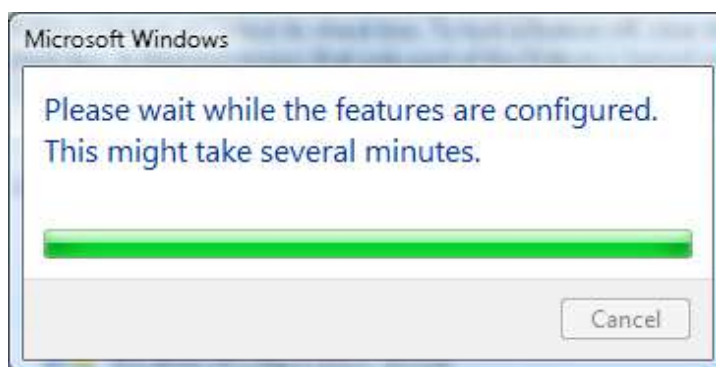 Microsoft Windows
Please wait while the features are configured.
This might take several minutes.
Cancel